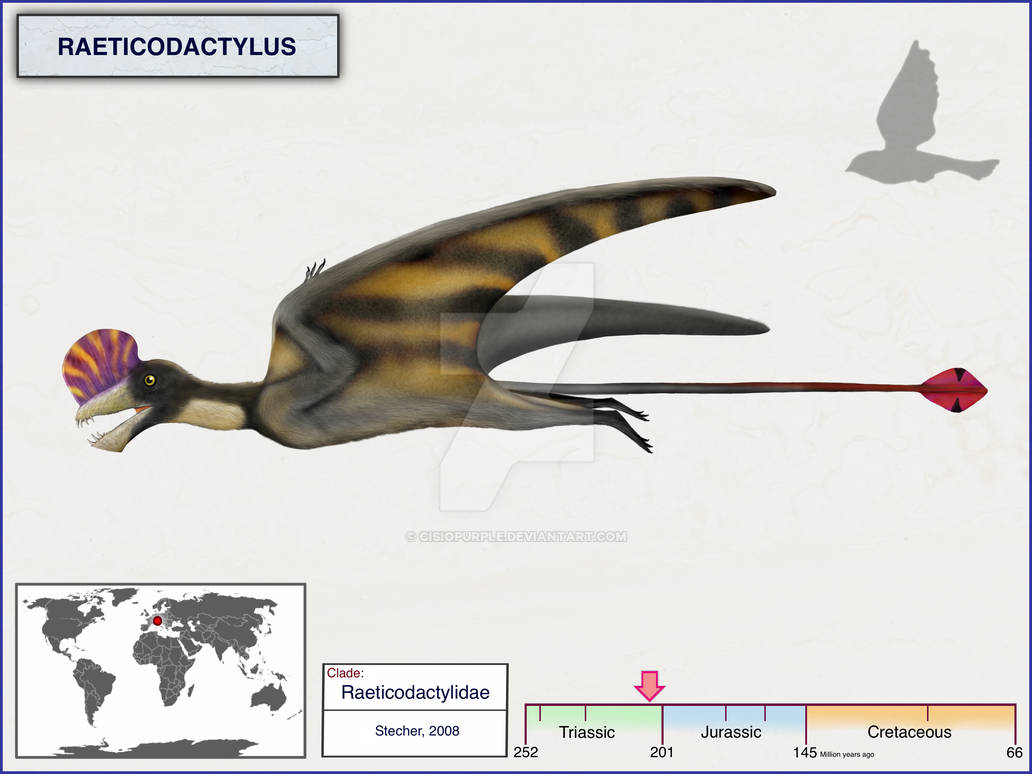 RAETICODACTYLUS
© CISIOPURPLE.DEVIANTART.COM
Clade:
Raeticodactylidae
Stecher, 2008
Triassic Jurassic Cretaceous
252 201 145 Million years ago 66